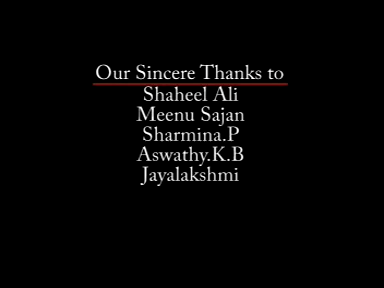 Our Sincere Thanks to
Shaheel Ali
Meenu Sajan
Sharmina.P
Aswathy.K.B
Jayalakshmi